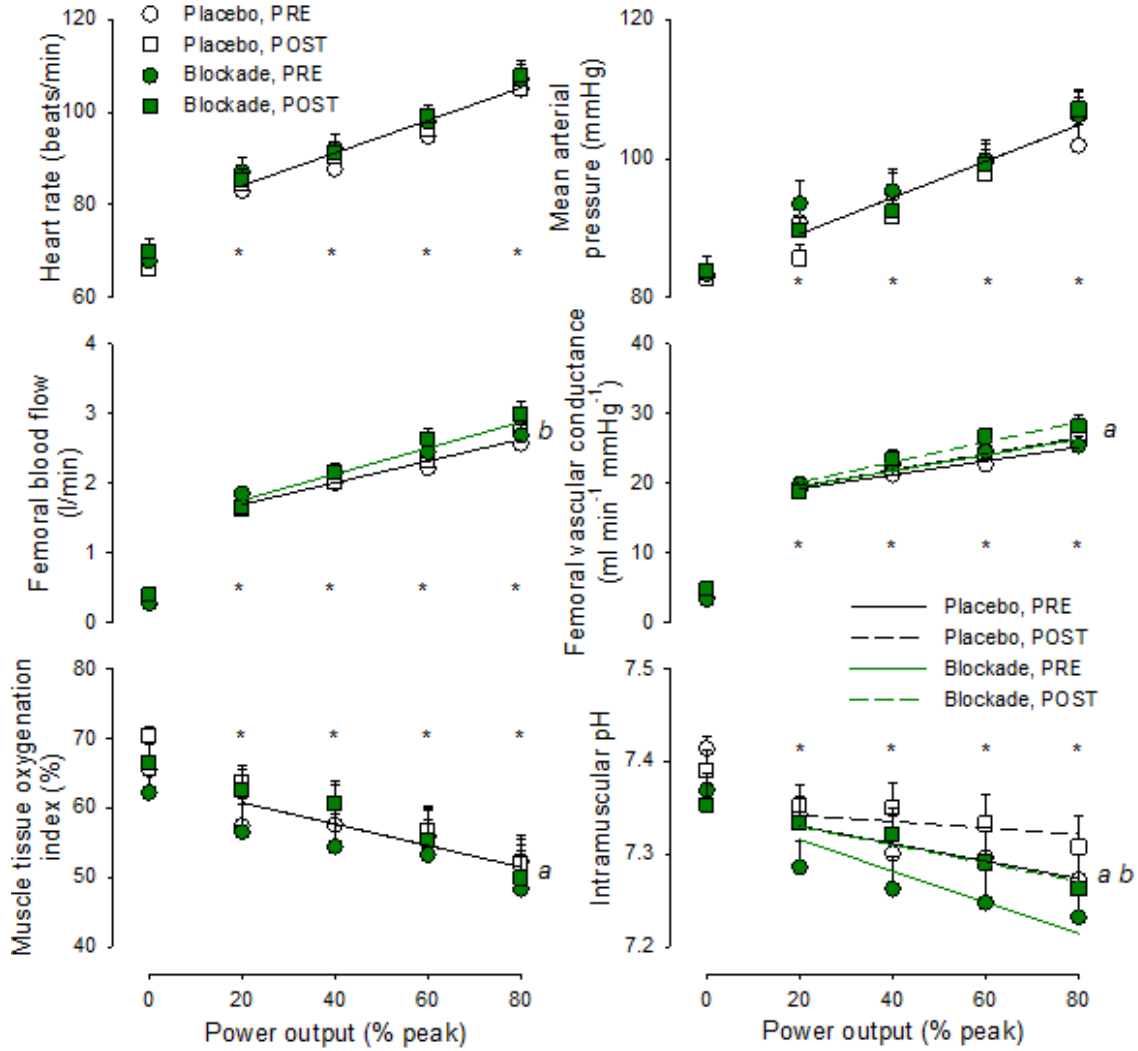 Placebo, PRE
Placebo, POST
Blockade, PRE
Blockade, POST
Heart rate (beats/min)
120
100
80
60
* * * *
Mean arterial
pressure (mmHg)
120
100
80
* * * *
Femoral blood flow
(l/min)
4
3
2
1
0
b
* * * *
Femoral vascular conductance
(ml min-1 mmHg-1)
40
30
20
10
0
a
* * * *
Placebo, PRE
Placebo, POST
Blockade, PRE
Blockade, POST
Muscle tissue oxygenation
index (%)
80
70
60
50
40
* * * *
a
0 20 40 60 80
Power output (% peak)
Intramuscular pH
7.5
7.4
7.3
7.2
* * * *
a b
0 20 40 60 80
Power output (% peak)